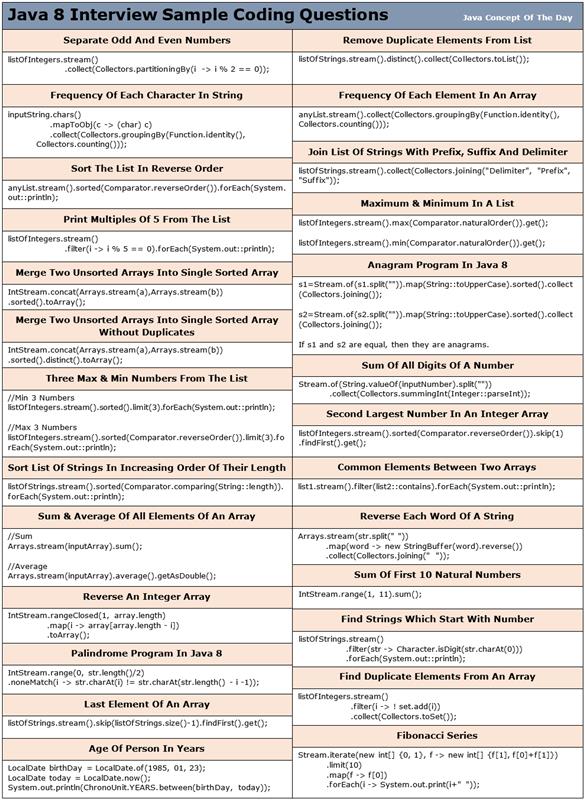 Java 8 Interview Sample Coding Questions
Java Concept Of The Day
Separate Odd And Even Numbers
listOfIntegers.stream()
.collect(Collectors.partitioningBy(i -> i % 2 == 0));
Frequency Of Each Character In String
inputString.chars()
.mapToObj(c -> (char) c)
.collect(Collectors.groupingBy(Function.identity(),
Collectors.counting()));
Sort The List In Reverse Order
anyList.stream().sorted(Comparator.reverseOrder()).forEach(System.
out::println);
Print Multiples Of 5 From The List
listOfIntegers.stream()
.filter(i -> i % 5 == 0).forEach(System.out::println);
Merge Two Unsorted Arrays Into Single Sorted Array
IntStream.concat(Arrays.stream(a),Arrays.stream(b))
.sorted().toArray();
Merge Two Unsorted Arrays Into Single Sorted Array
Without Duplicates
IntStream.concat(Arrays.stream(a),Arrays.stream(b))
.sorted().distinct().toArray();
Three Max & Min Numbers From The List
//Min 3 Numbers
listOfIntegers.stream().sorted().limit(3).forEach(System.out::println);
//Max 3 Numbers
listOfIntegers.stream().sorted(Comparator.reverseOrder()).limit(3).fo
rEach(System.out::println);
Sort List Of Strings In Increasing Order Of Their Length
listOfStrings.stream().sorted(Comparator.comparing(String::length)).
forEach(System.out::println);
Sum & Average Of All Elements Of An Array
//Sum
Arrays.stream(inputArray).sum();
//Average
Arrays.stream(inputArray).average().getAsDouble();
Reverse An Integer Array
IntStream.rangeClosed(1, array.length)
.map(i -> array[array.length - i])
.toArray();
Palindrome Program In Java 8
IntStream.range(0, str.length()/2)
.noneMatch(i -> str.charAt(i) != str.charAt(str.length() - i -1));
Last Element Of An Array
listOfStrings.stream().skip(listOfStrings.size()-1).findFirst().get();
Age Of Person In Years
LocalDate birthDay = LocalDate.of(1985, 01, 23);
LocalDate today = LocalDate.now();
System.out.println(ChronoUnit.YEARS.between(birthDay, today));
Remove Duplicate Elements From List
listOfStrings.stream().distinct().collect(Collectors.toList());
Frequency Of Each Element In An Array
anyList.stream().collect(Collectors.groupingBy(Function.identity(),
Collectors.counting()));
Join List Of Strings With Prefix, Suffix And Delimiter
listOfStrings.stream().collect(Collectors.joining("Delimiter", "Prefix",
"Suffix"));
Maximum & Minimum In A List
listOfIntegers.stream().max(Comparator.naturalOrder()).get();
listOfIntegers.stream().min(Comparator.naturalOrder()).get();
Anagram Program In Java 8
s1=Stream.of(s1.split("")).map(String::toUpperCase).sorted().collect
(Collectors.joining());
s2=Stream.of(s2.split("")).map(String::toUpperCase).sorted().collect
(Collectors.joining());
If s1 and s2 are equal, then they are anagrams.
Sum Of All Digits Of A Number
Stream.of(String.valueOf(inputNumber).split(""))
.collect(Collectors.summingInt(Integer::parseInt));
Second Largest Number In An Integer Array
listOfIntegers.stream().sorted(Comparator.reverseOrder()).skip(1)
.findFirst().get();
Common Elements Between Two Arrays
list1.stream().filter(list2::contains).forEach(System.out::println);
Reverse Each Word Of A String
Arrays.stream(str.split(" "))
.map(word -> new StringBuffer(word).reverse())
.collect(Collectors.joining(" "));
Sum Of First 10 Natural Numbers
IntStream.range(1, 11).sum();
Find Strings Which Start With Number
listOfStrings.stream()
.filter(str -> Character.isDigit(str.charAt(0)))
.forEach(System.out::println);
Find Duplicate Elements From An Array
listOfIntegers.stream()
.filter(i -> ! set.add(i))
.collect(Collectors.toSet());
Fibonacci Series
Stream.iterate(new int[] {0, 1}, f -> new int[] {f[1], f[0]+f[1]})
.limit(10)
.map(f -> f[0])
.forEach(i -> System.out.print(i+" "));